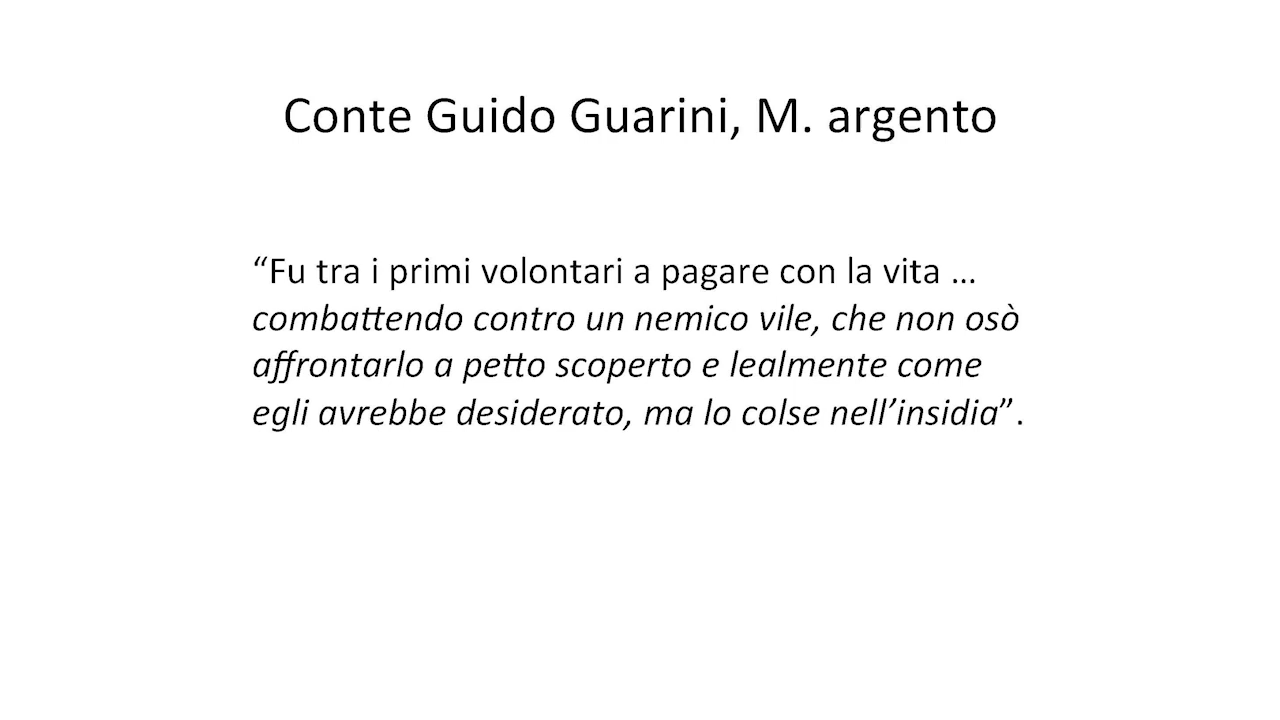 Conte Guido Guarini, M. argento
“Fu tra i primi volontari a pagare con la vita …
combattendo contro un nemico vile, che non osò
affrontarlo a petto scoperto e lealmente come
egli avrebbe desiderato, ma lo colse nell’insidia”.